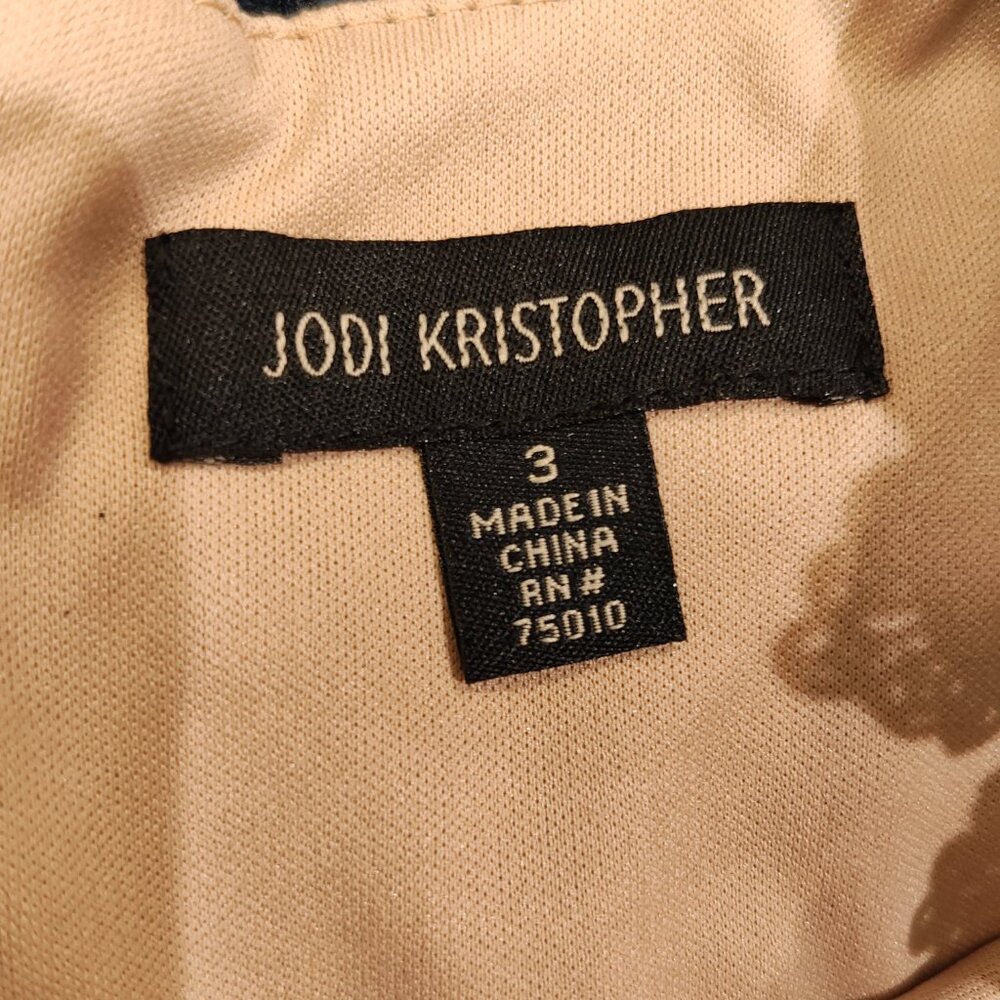 JODI KRISTOPHER
3
MADE IN
CHINA
RN #
75010